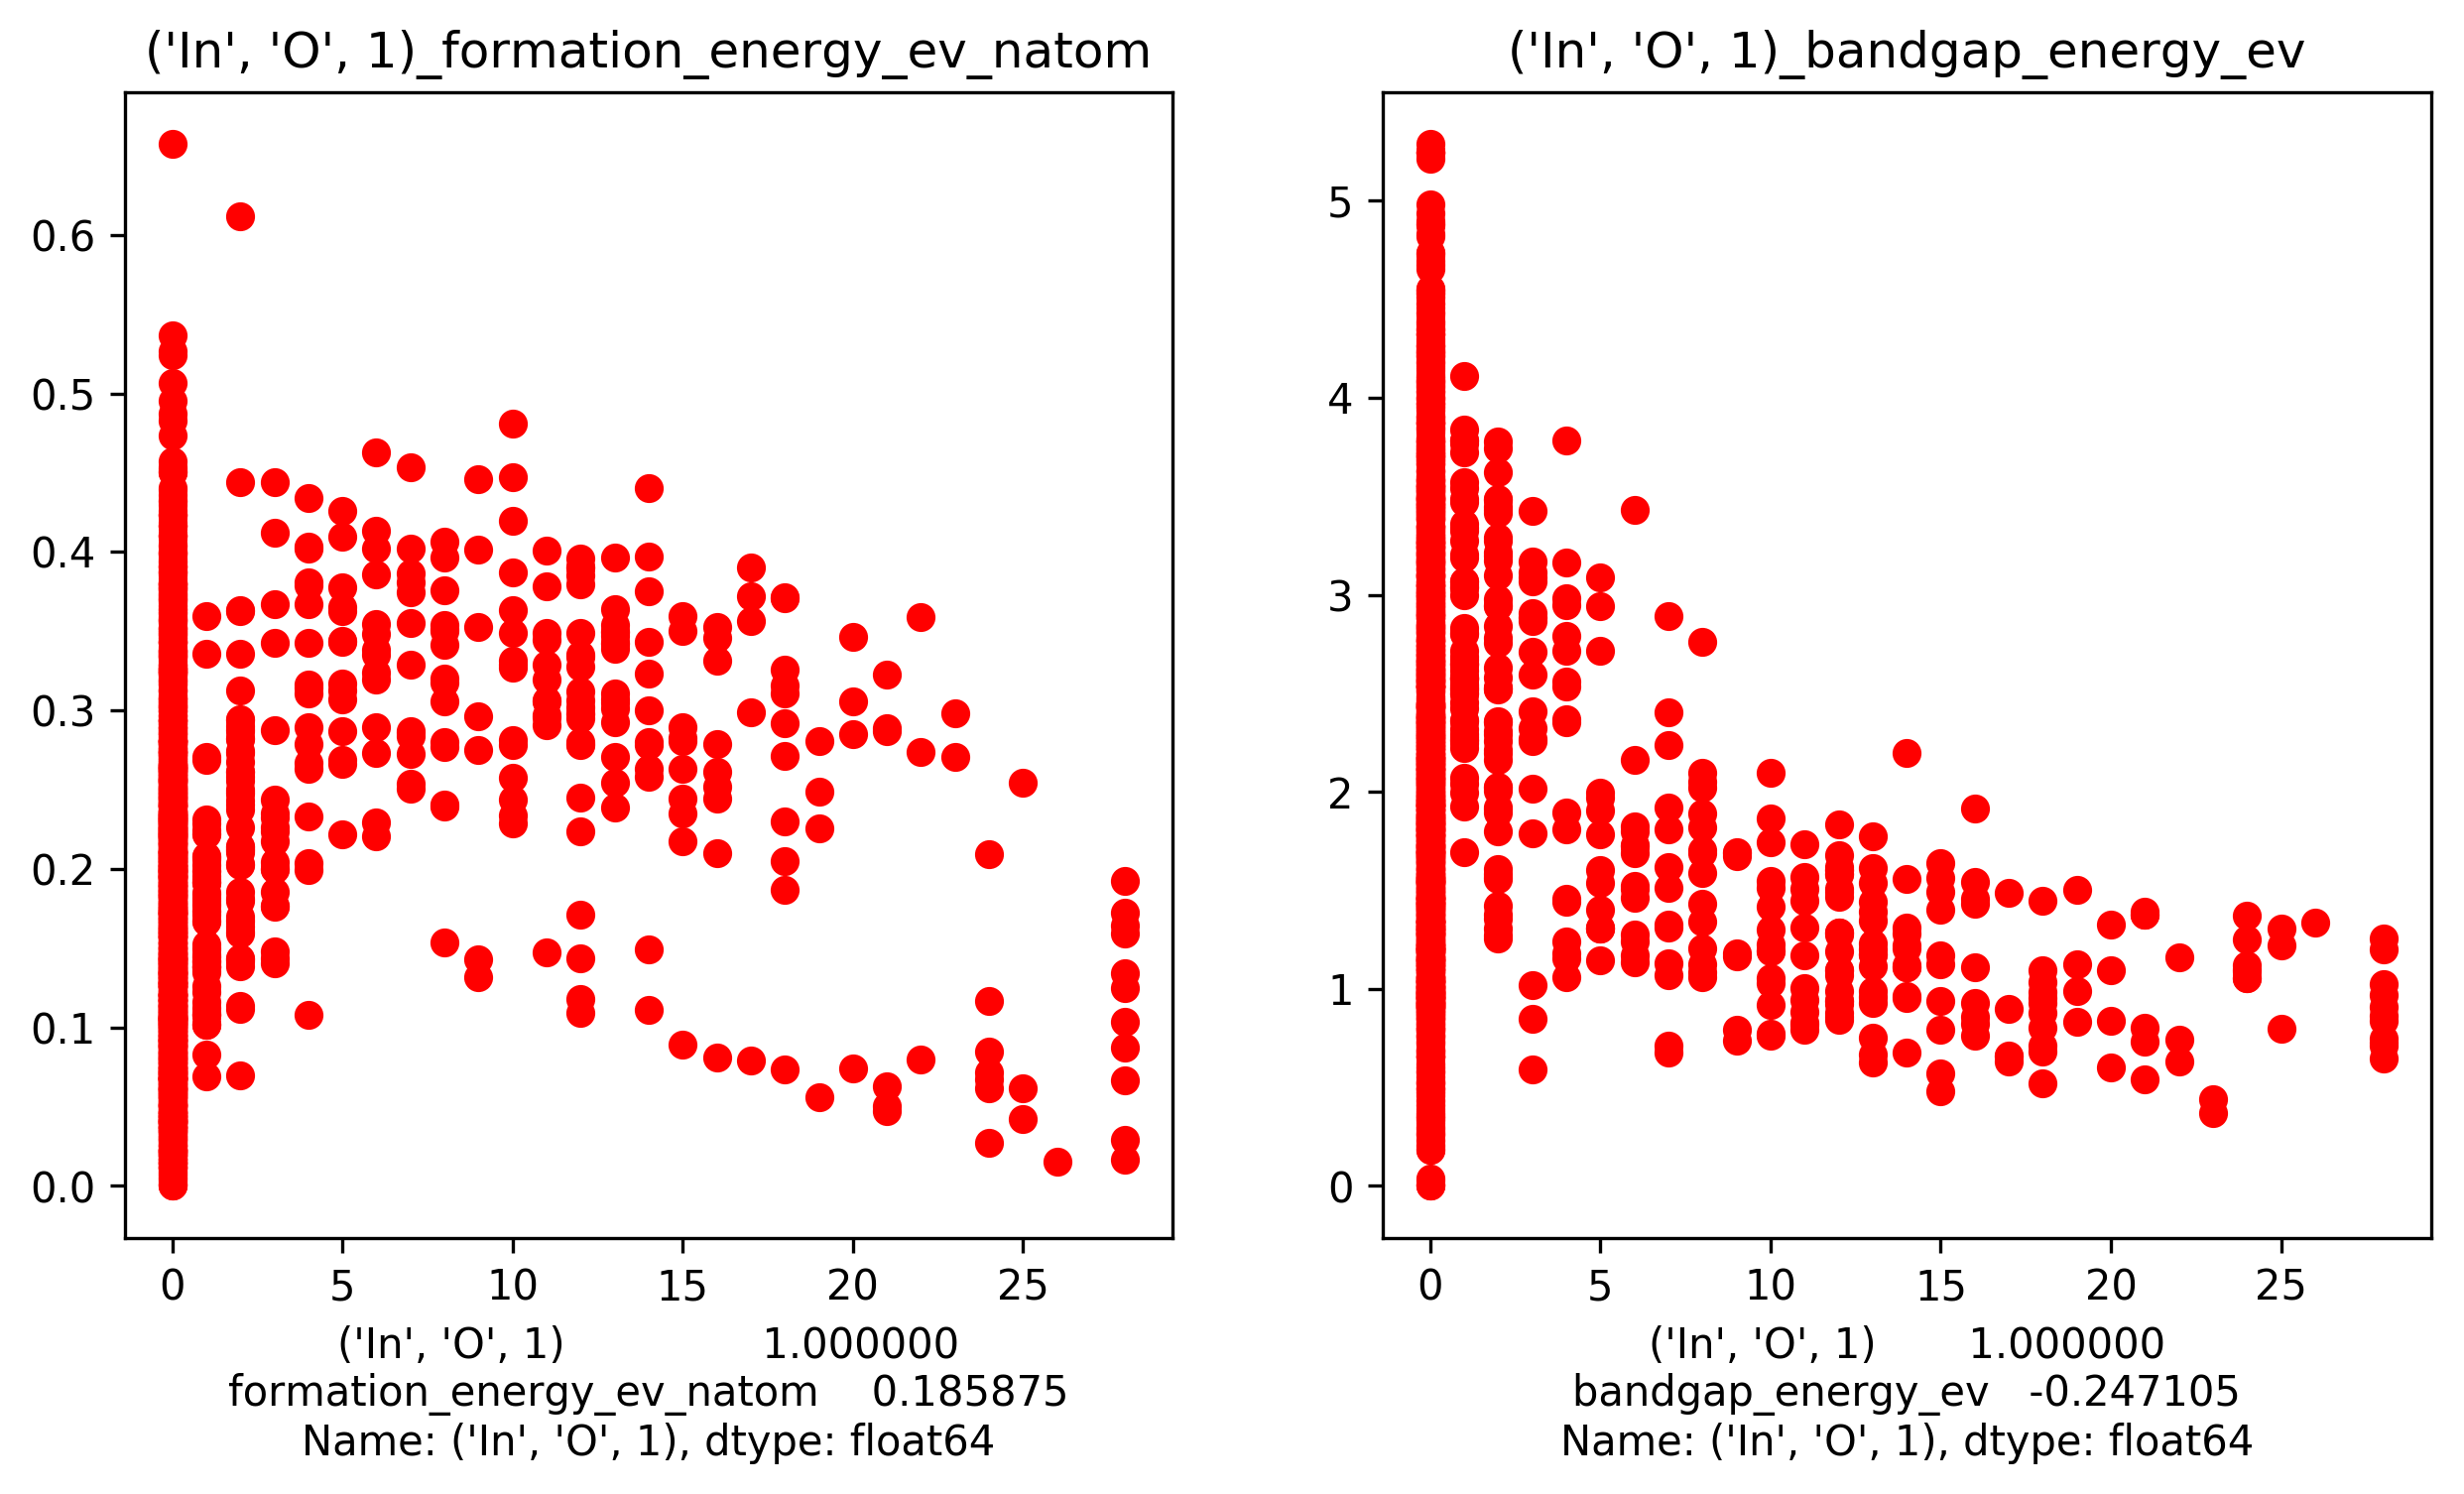 ('In', 'O', 1)_formation_energy_ev_natom
0.6
0.5
0.4
0.3
0.2
0.1
0.0
0 5 10 15 20 25
('In', 'O', 1) 1.000000
formation_energy_ev_natom 0.185875
Name: ('In', 'O', 1), dtype: float64
('In', 'O', 1)_bandgap_energy_ev
5
4
3
2
1
0
0 5 10 15 20 25
('In', 'O', 1) 1.000000
bandgap_energy_ev -0.247105
Name: ('In', 'O', 1), dtype: float64